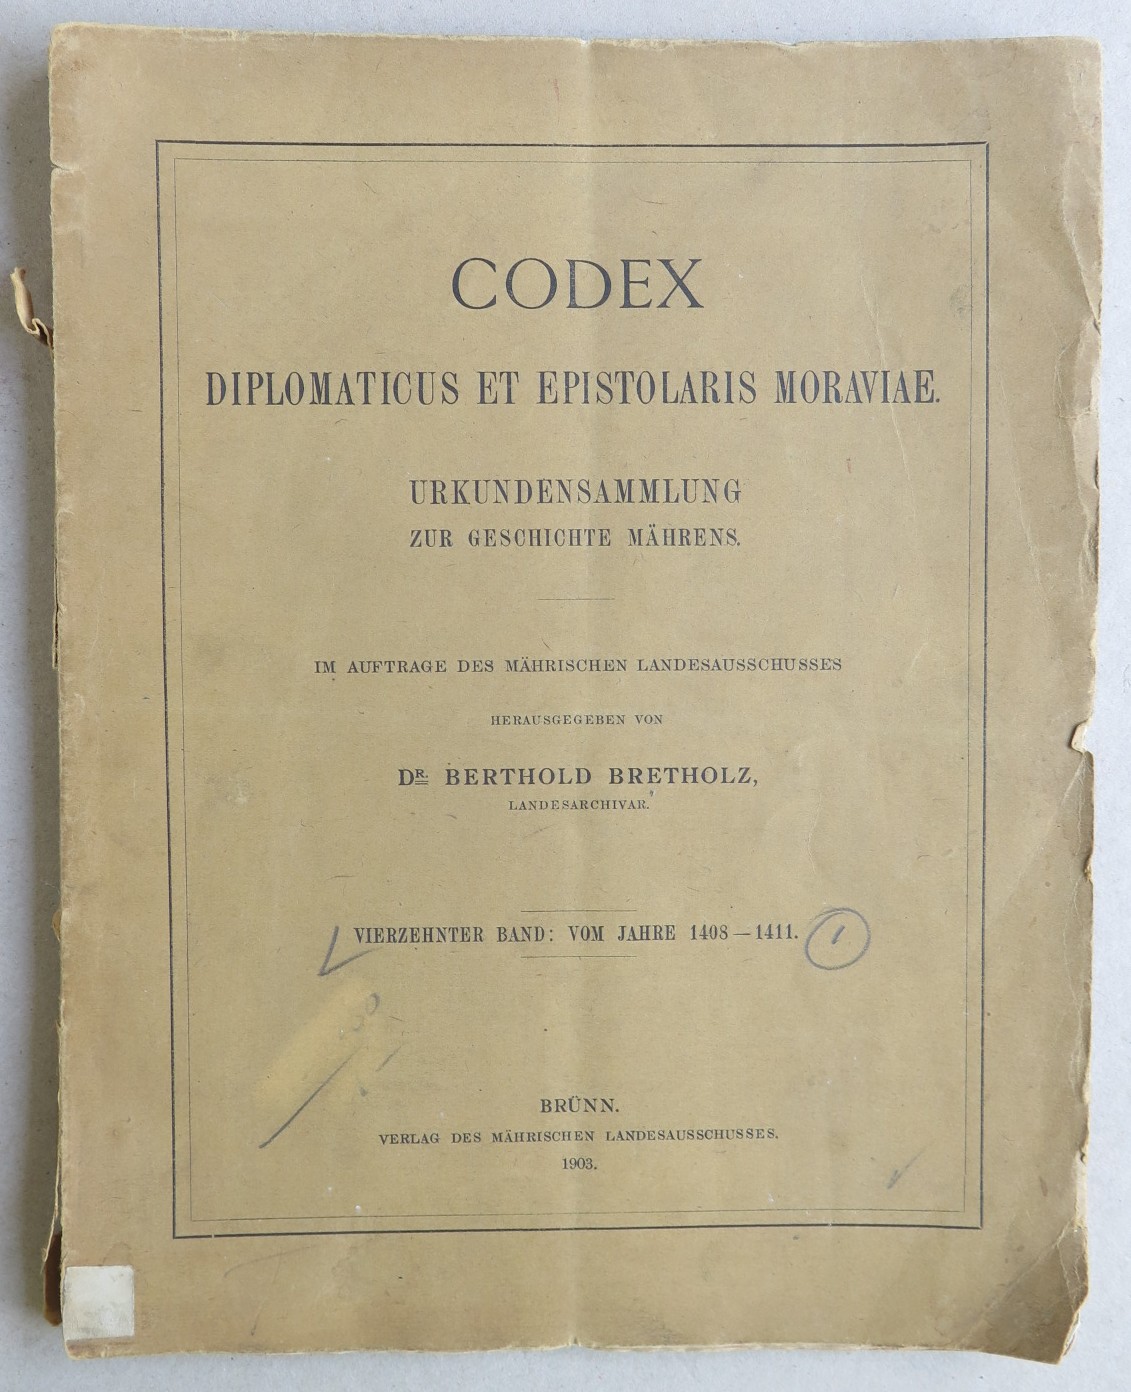 CODEX
DIPLOMATICUS ET EPISTOLARIS MORAVIAE.
URKUNDENSAMMLUNG
ZUR GESCHICHTE MÄHRENS.
IM AUFTRAGE DES MÄHRISCHEN LANDESAUSSCHUSSES
HERAUSGEGEBEN VON
DR. BERTHOLD BRETHOLZ,
LANDESARCHIVAR.
VIERZEHNTER BAND: VOM JAHRE 1408—1411. 1
BRÜNN.
VERLAG DES MÄHRISCHEN LANDESAUSSCHUSSES.
1903.